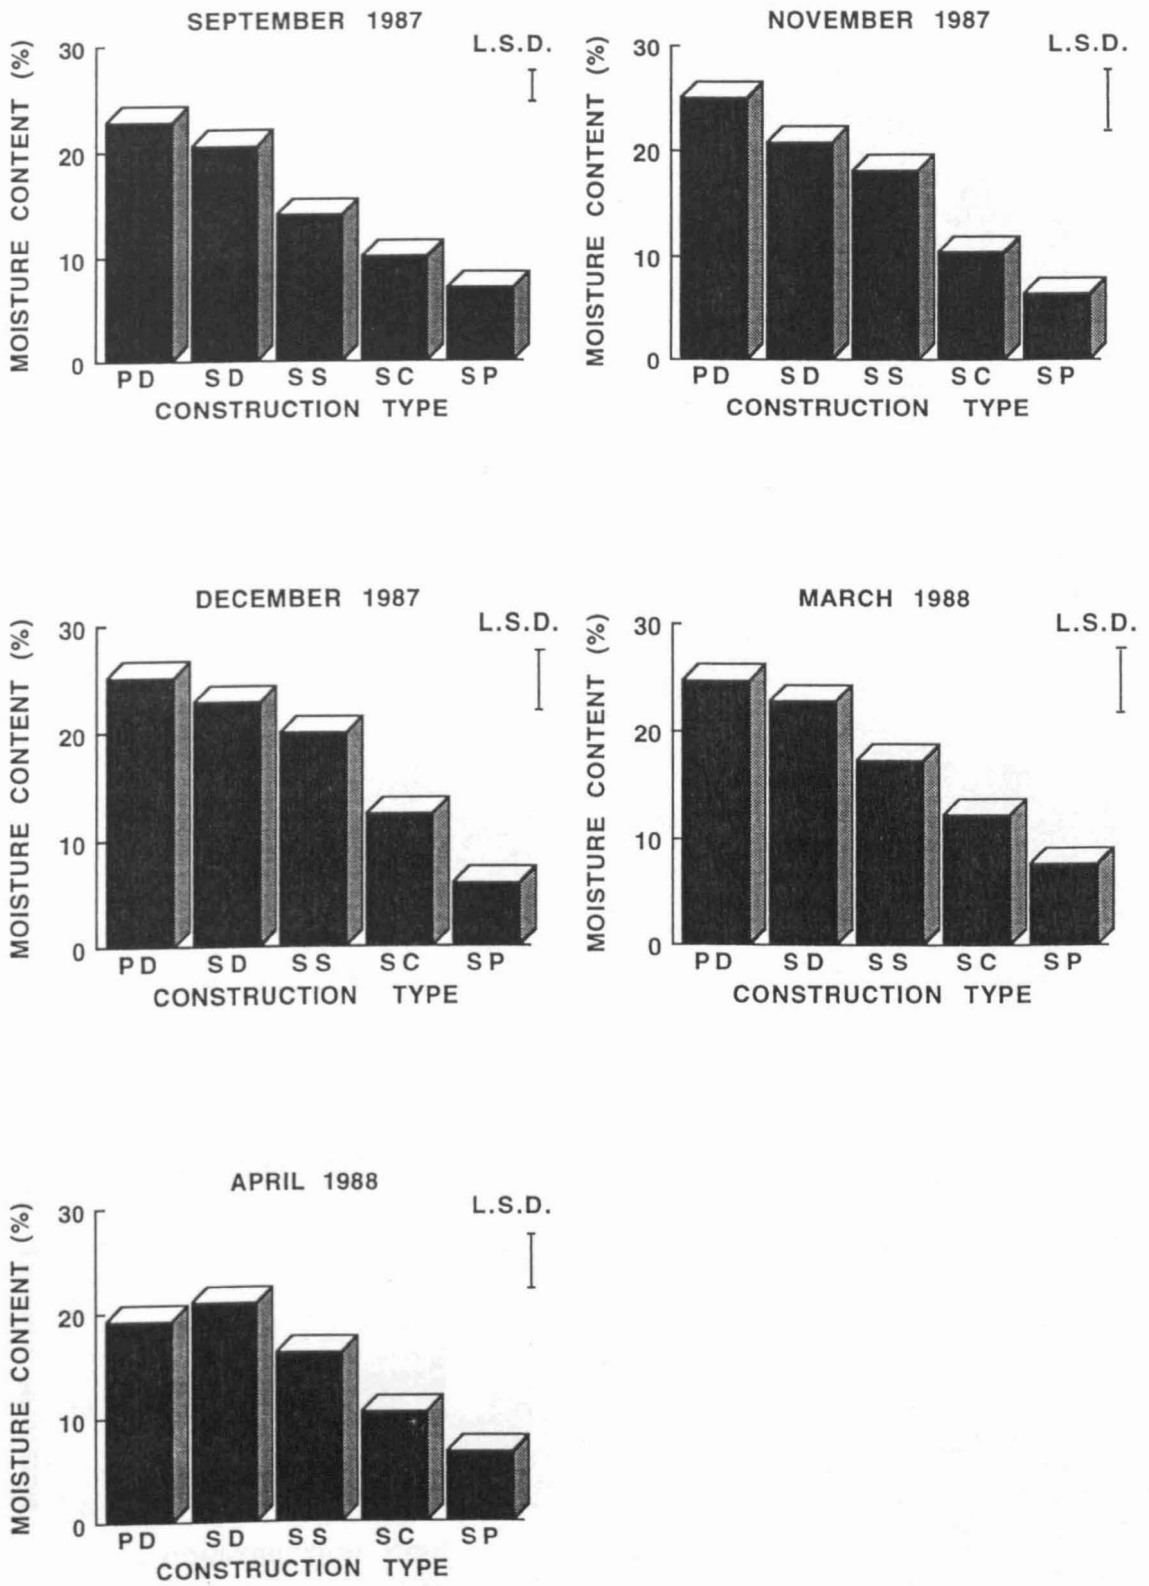 SEPTEMBER 1987
L.S.D.
MOISTURE CONTENT (%)
30
20
10
0
PD SD SS SC SP
CONSTRUCTION TYPE
NOVEMBER 1987
L.S.D.
MOISTURE CONTENT (%)
30
20
10
0
PD SD SS SC SP
CONSTRUCTION TYPE
DECEMBER 1987
L.S.D.
MOISTURE CONTENT (%)
30
20
10
0
PD SD SS SC SP
CONSTRUCTION TYPE
MARCH 1988
L.S.D.
MOISTURE CONTENT (%)
30
20
10
0
PD SD SS SC SP
CONSTRUCTION TYPE
APRIL 1988
L.S.D.
MOISTURE CONTENT (%)
30
20
10
0
PD SD SS SC SP
CONSTRUCTION TYPE